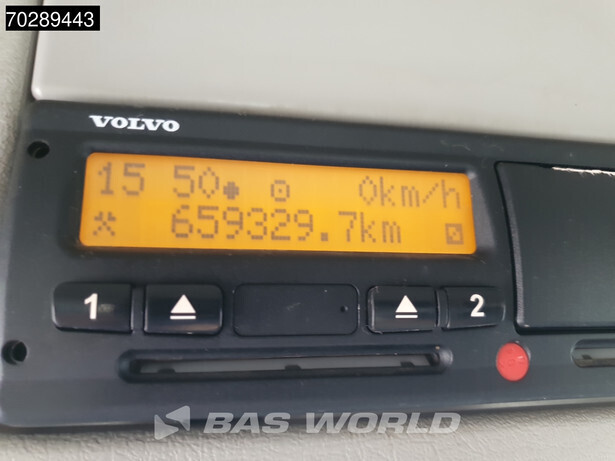 70289443
VOLVO
15 50 0km/h
659329.7km
1 2
BAS WORLD